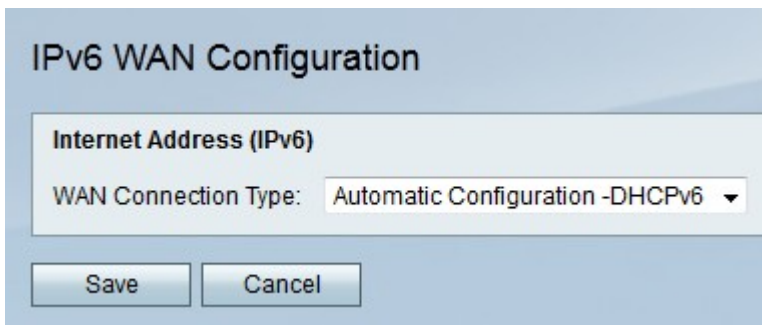 IPv6 WAN Configuration
Internet Address (IPv6)
WAN Connection Type: Automatic Configuration -DHCPv6
Save Cancel